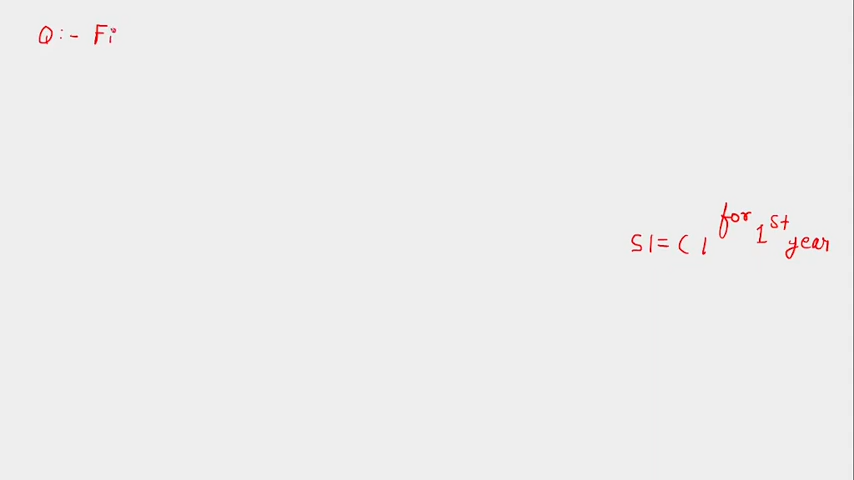 Q:- Fi
SI = CI for 1st year